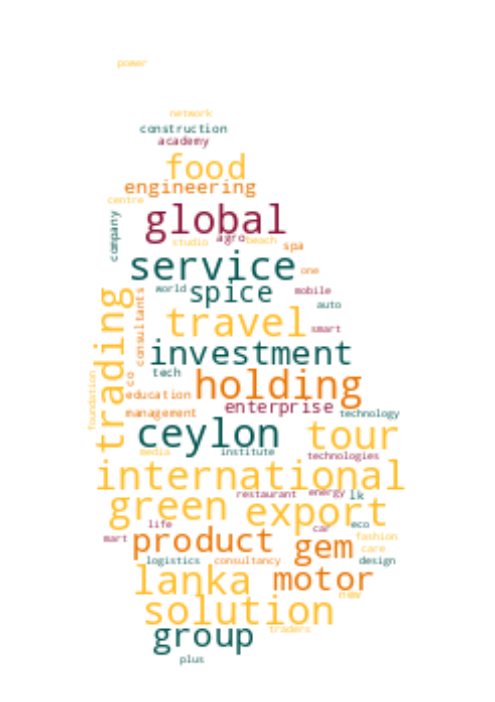 power
network
construction
academy
food
engineering
centre
global
company
studio agro beach spa
service one
world spice mobile
auto
trading
consultants
travel smart
investment
tech
co
holding
foundation
education
management enterprise technology
ceylon tour
media institute technologies
international
restaurant energy lk
green export
life car eco
mart product gem fashion
care
logistics consultancy design
lanka motor
new
solution
group traders
plus